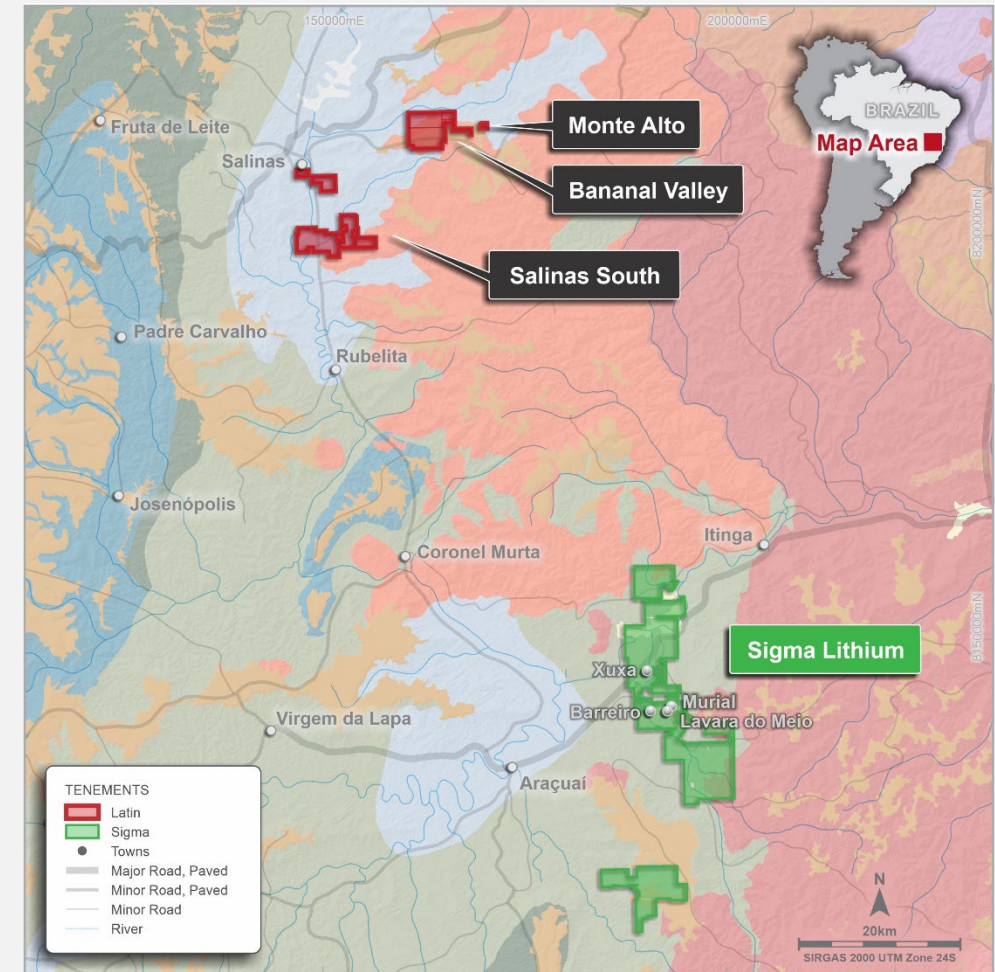 150000mE
200000mE
BRAZIL
Map Area
Monte Alto
Fruta de Leite
Salinas
Bananal Valley
8200000mN
Salinas South
Padre Carvalho
Rubelita
Josenópolis
Itinga
Coronel Murta
8150000mN
Sigma Lithium
Xuxa
Murial
Barreiro
Lavara do Meio
Virgem da Lapa
Araçuaí
TENEMENTS
Latin
Sigma
Towns
Major Road, Paved
Minor Road, Paved
Minor Road
River
N
20km
SIRGAS 2000 UTM Zone 24S